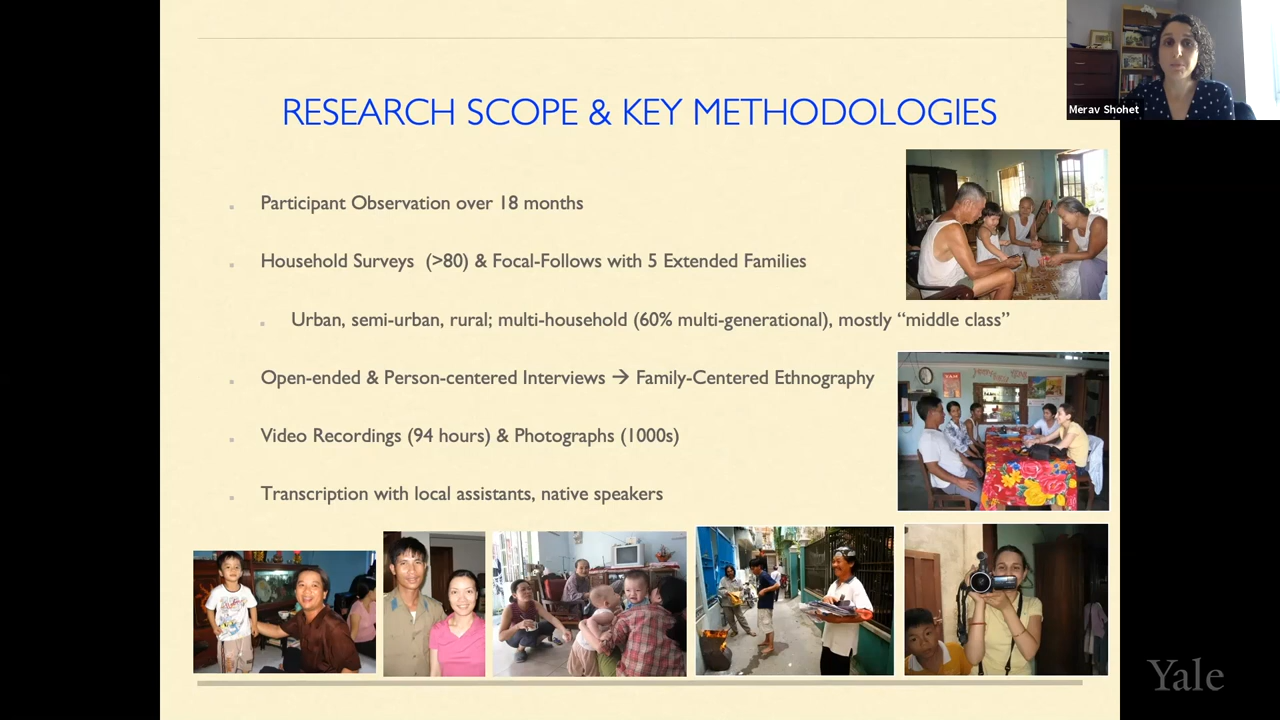 Merav Shohet
RESEARCH SCOPE & KEY METHODOLOGIES
Participant Observation over 18 months
Household Surveys (>80) & Focal-Follows with 5 Extended Families
Urban, semi-urban, rural; multi-household (60% multi-generational), mostly “middle class”
Open-ended & Person-centered Interviews → Family-Centered Ethnography
Video Recordings (94 hours) & Photographs (1000s)
Transcription with local assistants, native speakers
Yale